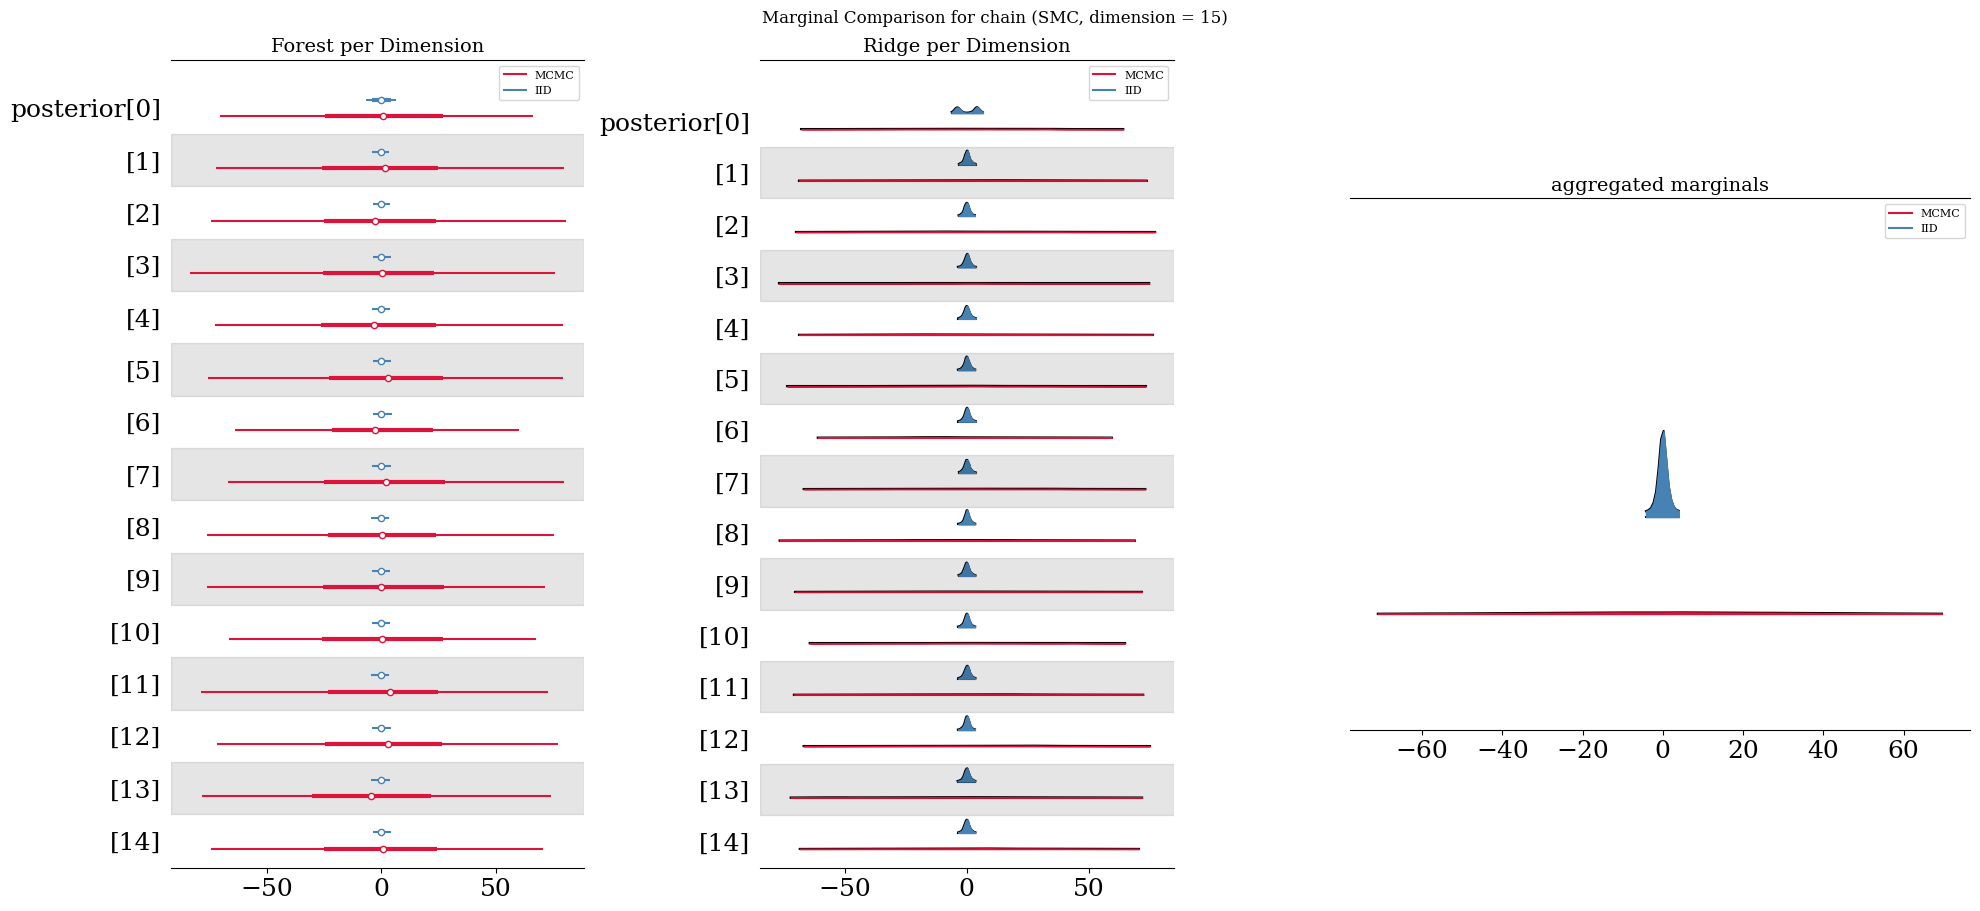 Marginal Comparison for chain (SMC, dimension = 15)
Forest per Dimension
MCMC
IID
posterior[0]
[1]
[2]
[3]
[4]
[5]
[6]
[7]
[8]
[9]
[10]
[11]
[12]
[13]
[14]
−50 0 50
Ridge per Dimension
MCMC
IID
posterior[0]
[1]
[2]
[3]
[4]
[5]
[6]
[7]
[8]
[9]
[10]
[11]
[12]
[13]
[14]
−50 0 50
aggregated marginals
MCMC
IID
−60 −40 −20 0 20 40 60